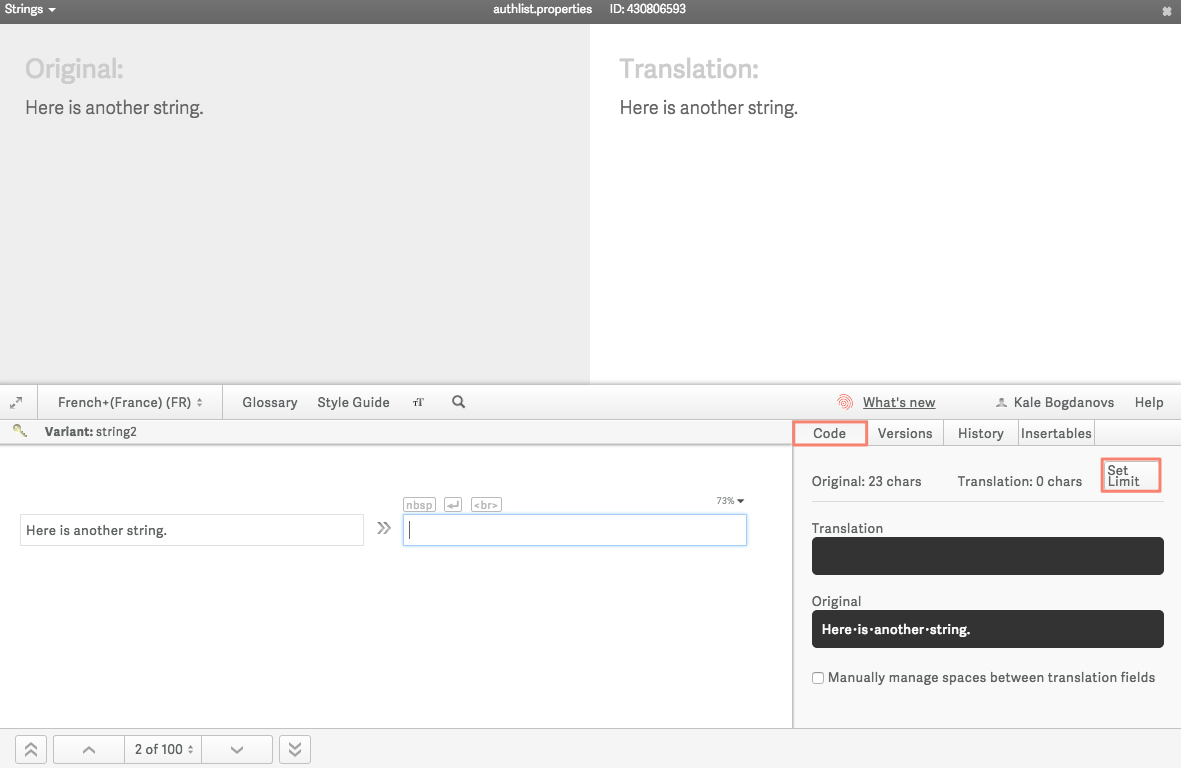 Strings
authlist.properties ID: 430806593
Original:
Here is another string.
Translation:
Here is another string.
French+(France) (FR)
Glossary
Style Guide
What's new
Kale Bogdanovs
Help
Variant: string2
Code
Versions
History
Insertables
Original: 23 chars
Translation: 0 chars
Set
Limit
nbsp
<br>
73%
Here is another string.
Translation
Original
Here·is·another·string.
Manually manage spaces between translation fields
2 of 100